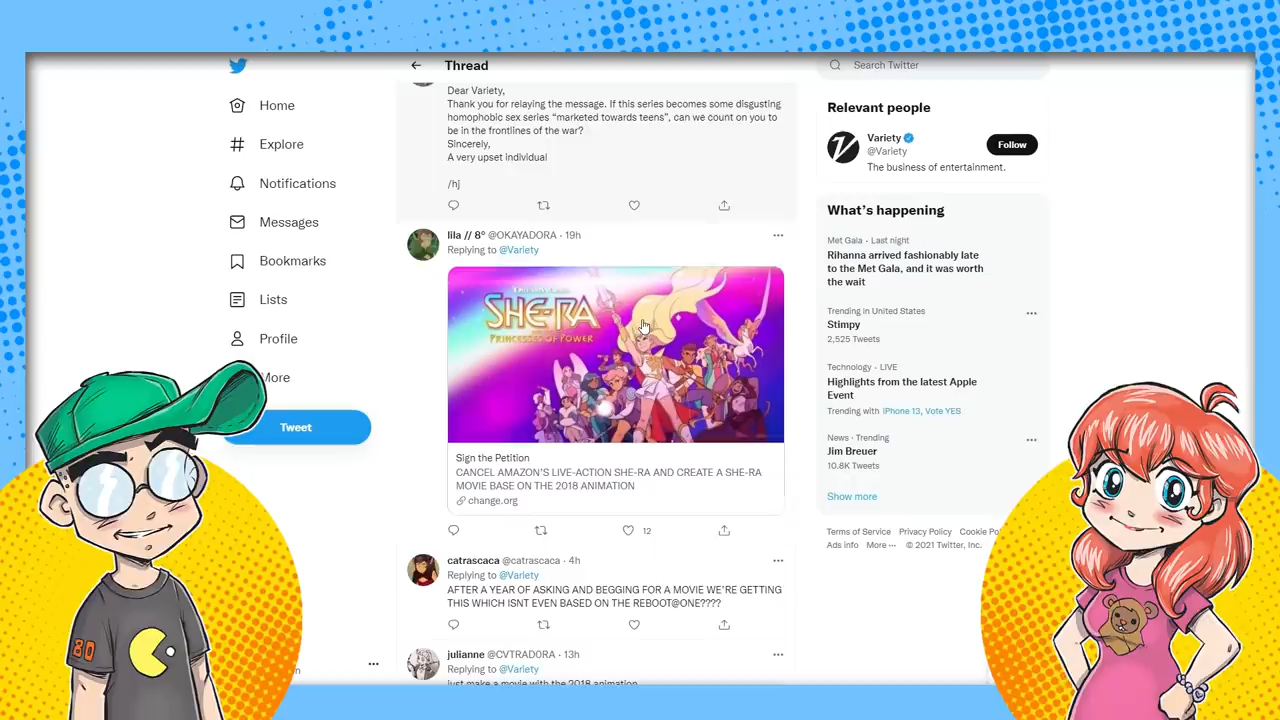 Home
Explore
Notifications
Messages
Bookmarks
Lists
Profile
More
Tweet
Thread
Dear Variety,
Thank you for relaying the message. If this series becomes some disgusting
homophobic sex series “marketed towards teens”, can we count on you to
be in the frontlines of the war?
Sincerely,
A very upset individual
/hj
lila // 8° @OKAYADORA · 19h
Replying to @Variety
SHE-RA
PRINCESSES OF POWER
Sign the Petition
CANCEL AMAZON'S LIVE-ACTION SHE-RA AND CREATE A SHE-RA
MOVIE BASE ON THE 2018 ANIMATION
change.org
12
catrascaca @catrascaca · 4h
Replying to @Variety
AFTER A YEAR OF ASKING AND BEGGING FOR A MOVIE WE'RE GETTING
THIS WHICH ISNT EVEN BASED ON THE REBOOT@ONE????
julianne @CVTRAD0RA · 13h
Replying to @Variety
just make a movie with the 2018 animation
Search Twitter
Relevant people
Variety
@Variety
Follow
The business of entertainment.
What's happening
Met Gala · Last night
Rihanna arrived fashionably late
to the Met Gala, and it was worth
the wait
Trending in United States
Stimpy
2,525 Tweets
Technology · LIVE
Highlights from the latest Apple
Event
Trending with iPhone 13, Vote YES
News · Trending
Jim Breuer
10.8K Tweets
Show more
Terms of Service Privacy Policy Cookie
Ads info More ··· © 2021 Twitter, Inc.
80